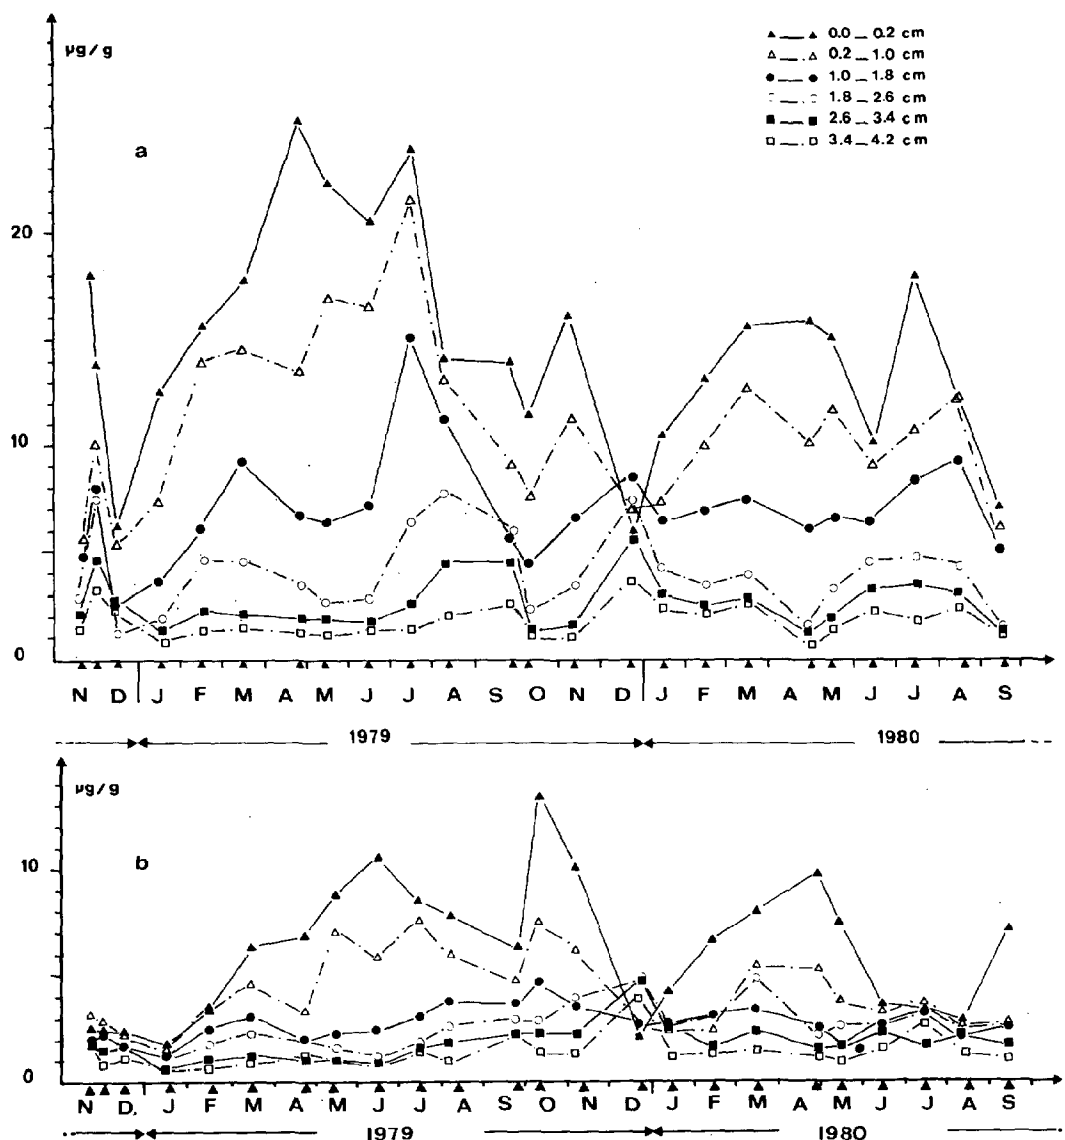 µg/g
0.0 _ 0.2 cm
0.2 _ 1.0 cm
1.0 _ 1.8 cm
1.8 _ 2.6 cm
2.6 _ 3.4 cm
3.4 _ 4.2 cm
a
20
10
0
N D J F M A M J J A S O N D J F M A M J J A S
1979 1980
µg/g
b
10
0
N D. J F M A M J J A S O N D J F M A M J J A S
1979 1980